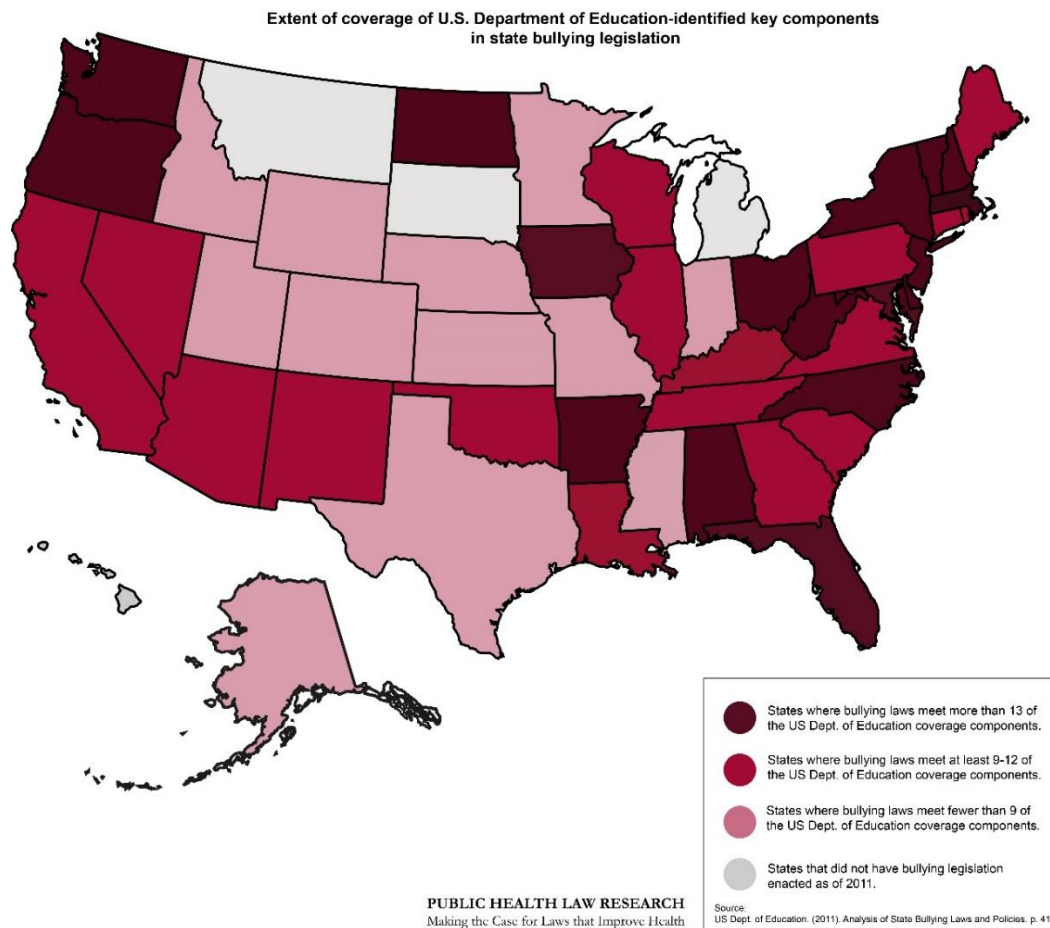 Extent of coverage of U.S. Department of Education-identified key components
in state bullying legislation
States where bullying laws meet more than 13 of
the US Dept. of Education coverage components.
States where bullying laws meet at least 9-12 of
the US Dept. of Education coverage components.
States where bullying laws meet fewer than 9 of
the US Dept. of Education coverage components.
States that did not have bullying legislation
enacted as of 2011.
PUBLIC HEALTH LAW RESEARCH
Making the Case for Laws that Improve Health
Source:
US Dept. of Education. (2011). Analysis of State Bullying Laws and Policies. p. 41